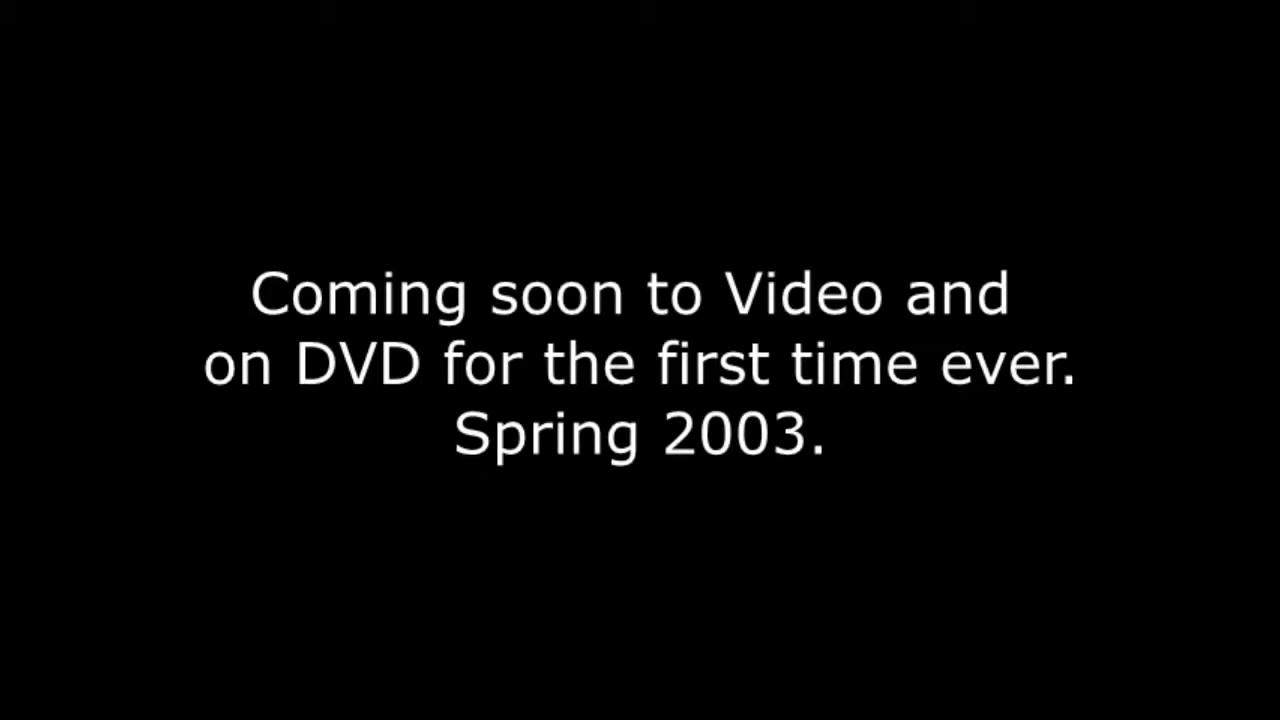 Coming soon to Video and
on DVD for the first time ever.
Spring 2003.